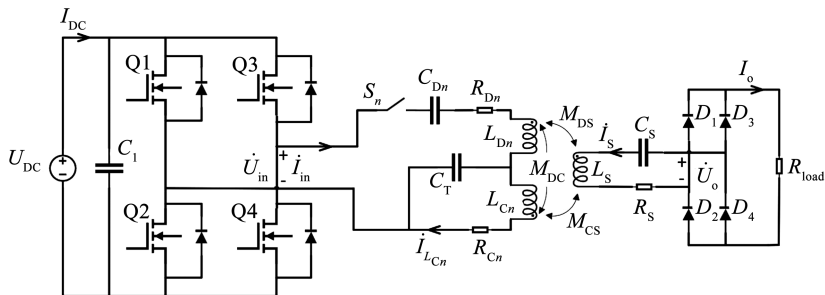 I_DC
Q1
Q3
U_DC
C_1
Q2
Q4
U̇_in
+
-
İ_in
S_n
C_Dn
R_Dn
L_Dn
M_DS
M_DC
M_CS
C_T
L_Cn
İ_LCn
R_Cn
İ_S
C_S
L_S
R_S
+
-
U̇_o
I_o
D_1
D_3
D_2
D_4
R_load